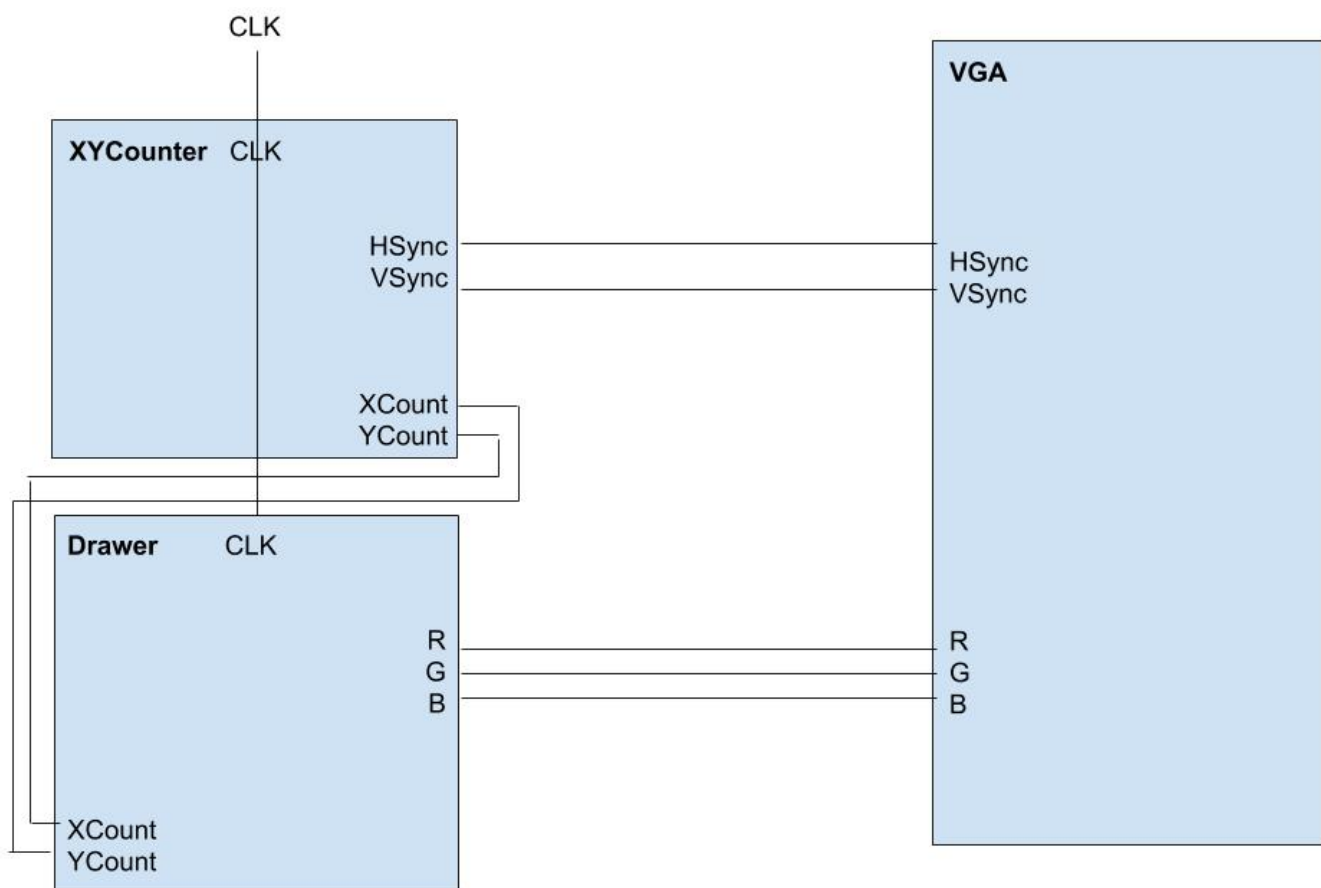 CLK
XYCounter CLK
HSync
VSync
XCount
YCount
VGA
HSync
VSync
Drawer CLK
R
G
B
XCount
YCount
R
G
B